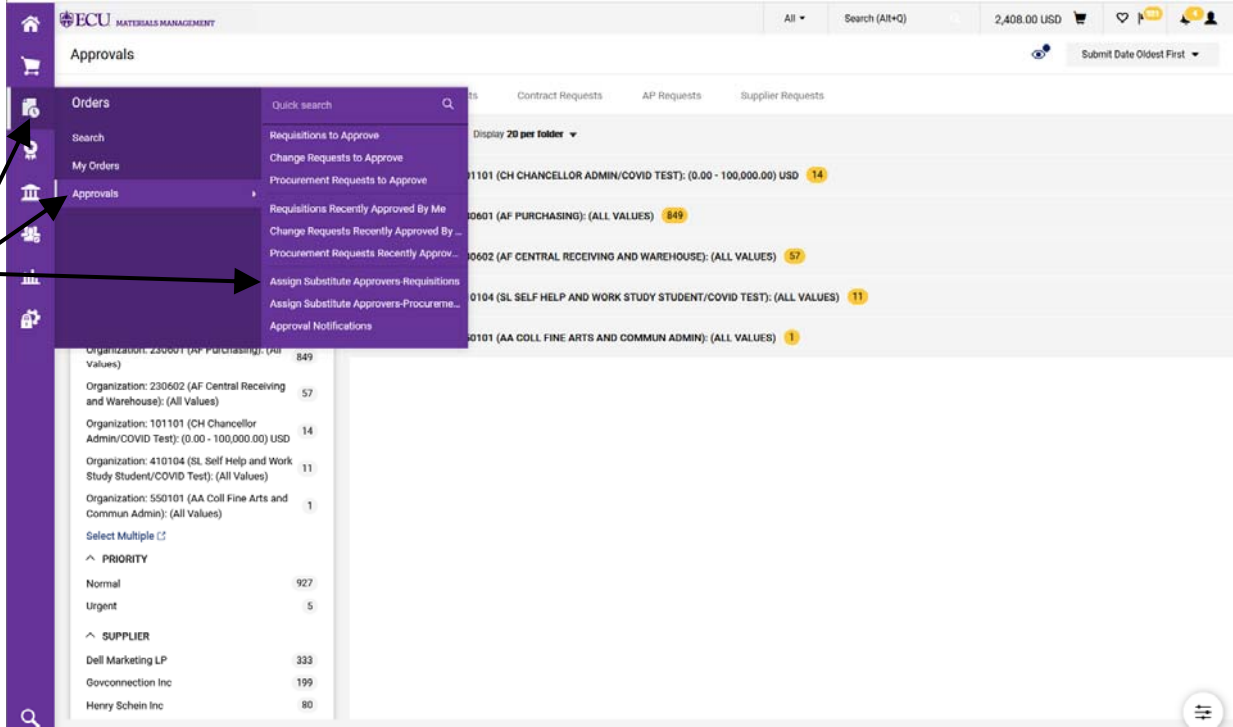 ECU MATERIALS MANAGEMENT
All
Search (Alt+Q)
2,408.00 USD
Approvals
Submit Date Oldest First
Orders
Search
My Orders
Approvals
Quick search
Requisitions to Approve
Change Requests to Approve
Procurement Requests to Approve
Requisitions Recently Approved By Me
Change Requests Recently Approved By ...
Procurement Requests Recently Approv...
Assign Substitute Approvers-Requisitions
Assign Substitute Approvers-Procureme...
Approval Notifications
Contract Requests
AP Requests
Supplier Requests
Display 20 per folder
(CH CHANCELLOR ADMIN/COVID TEST): (0.00 - 100,000.00) USD 14
(AF PURCHASING): (ALL VALUES) 849
(AF CENTRAL RECEIVING AND WAREHOUSE): (ALL VALUES) 57
0104 (SL SELF HELP AND WORK STUDY STUDENT/COVID TEST): (ALL VALUES) 11
(AA COLL FINE ARTS AND COMMUN ADMIN): (ALL VALUES) 1
Organization: 230601 (AF Purchasing): (All
Values)
849
Organization: 230602 (AF Central Receiving
and Warehouse): (All Values)
57
Organization: 101101 (CH Chancellor
Admin/COVID Test): (0.00 - 100,000.00) USD
14
Organization: 410104 (SL Self Help and Work
Study Student/COVID Test): (All Values)
11
Organization: 550101 (AA Coll Fine Arts and
Commun Admin): (All Values)
1
Select Multiple
PRIORITY
Normal 927
Urgent 5
SUPPLIER
Dell Marketing LP 333
Govconnection Inc 199
Henry Schein Inc 80